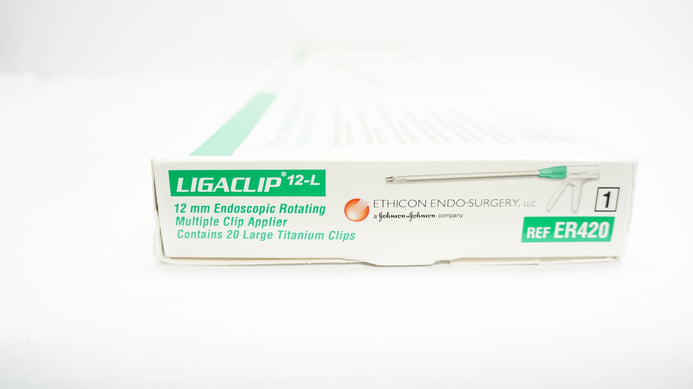 LIGACLIP® 12-L
12 mm Endoscopic Rotating
Multiple Clip Applier
Contains 20 Large Titanium Clips
ETHICON ENDO-SURGERY, LLC
a Johnson & Johnson company
1
REF ER420